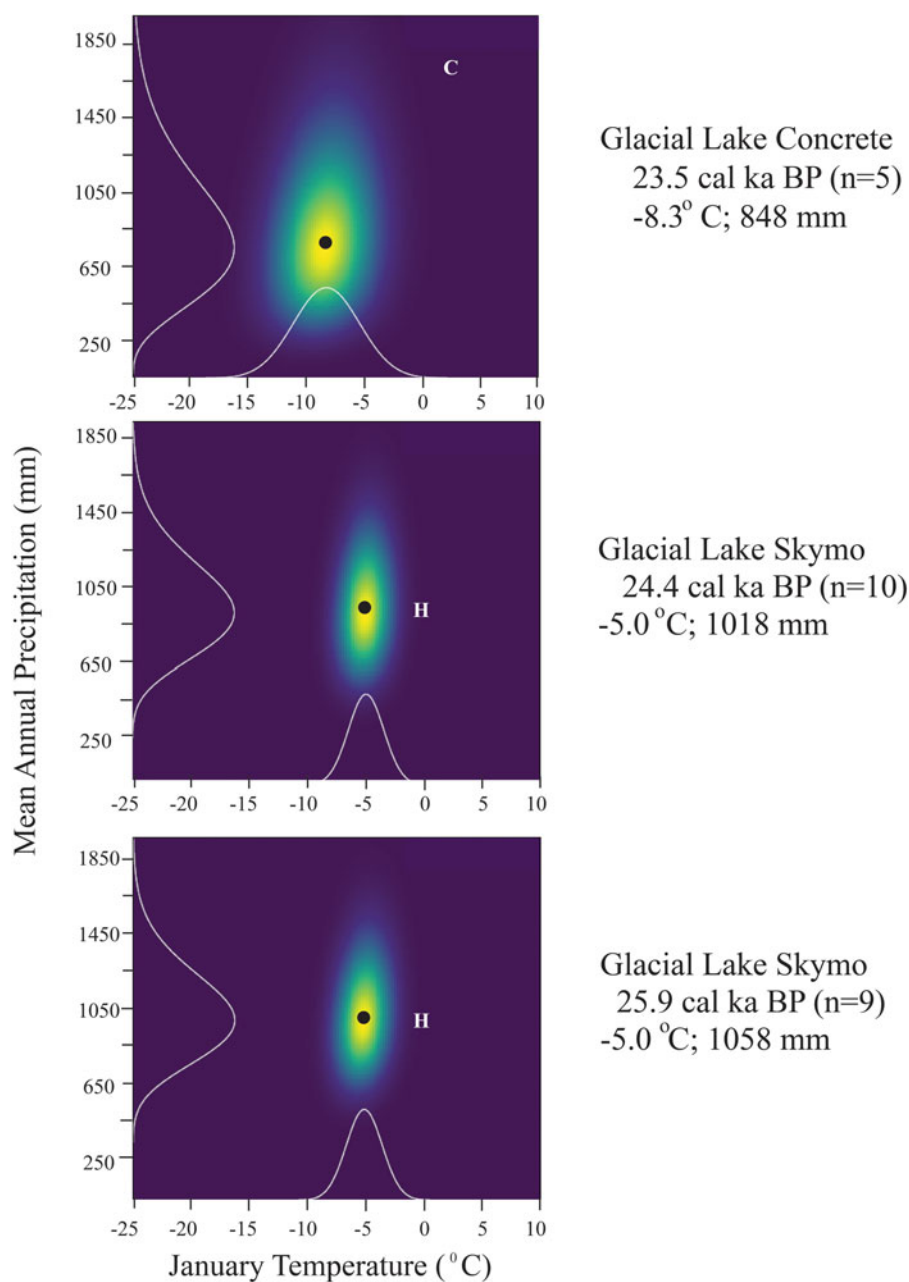 Mean Annual Precipitation (mm)
1850
1450
1050
650
250
C
-25 -20 -15 -10 -5 0 5 10
Glacial Lake Concrete
23.5 cal ka BP (n=5)
-8.3° C; 848 mm
1850
1450
1050
650
250
H
-25 -20 -15 -10 -5 0 5 10
Glacial Lake Skymo
24.4 cal ka BP (n=10)
-5.0 °C; 1018 mm
1850
1450
1050
650
250
H
-25 -20 -15 -10 -5 0 5 10
Glacial Lake Skymo
25.9 cal ka BP (n=9)
-5.0 °C; 1058 mm
January Temperature (°C)